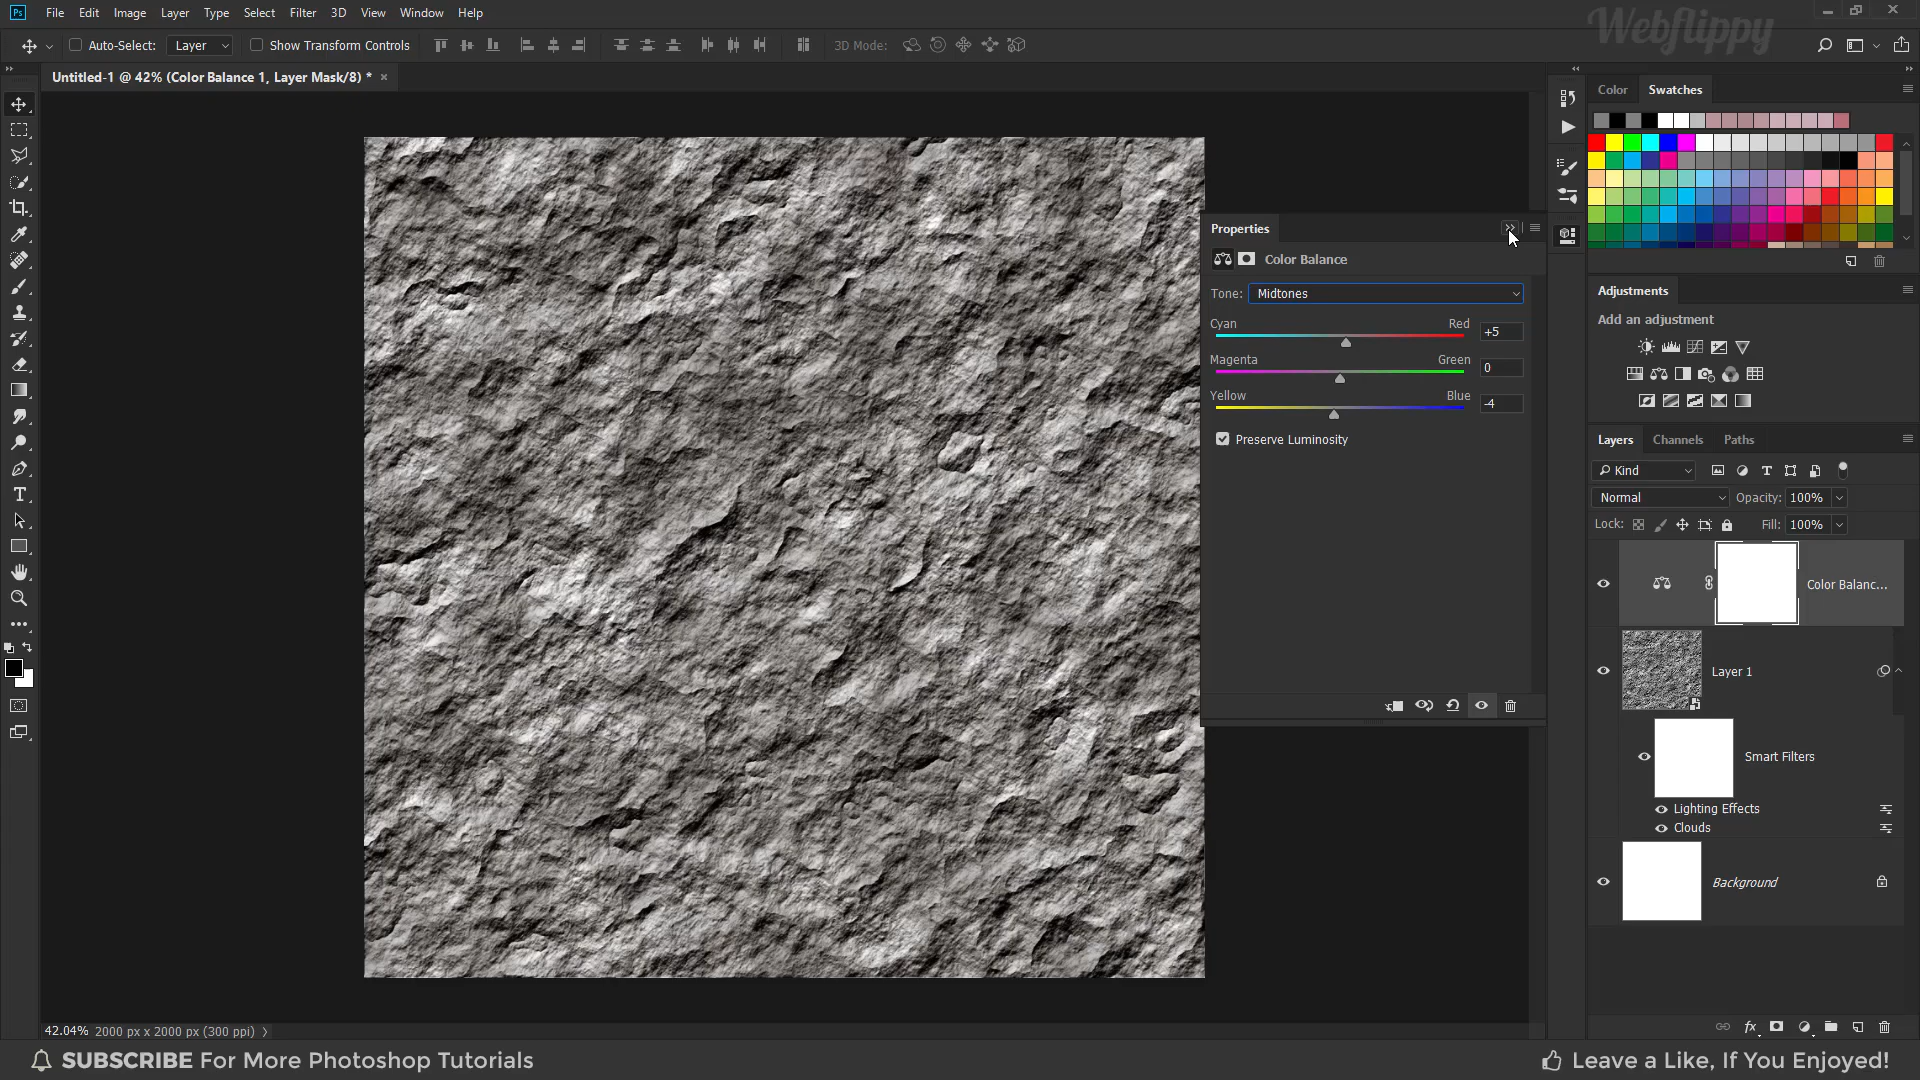 Ps File Edit Image Layer Type Select Filter 3D View Window Help
Webflippy
Auto-Select: Layer Show Transform Controls 3D Mode:
Untitled-1 @ 42% (Color Balance 1, Layer Mask/8) * ×
Color Swatches
Properties
Color Balance
Tone: Midtones
Cyan Red +5
Magenta Green 0
Yellow Blue -4
Preserve Luminosity
Adjustments
Add an adjustment
Layers Channels Paths
Kind
Normal Opacity: 100%
Lock: Fill: 100%
Color Balanc...
Layer 1
Smart Filters
Lighting Effects
Clouds
Background
42.04% 2000 px x 2000 px (300 ppi)
SUBSCRIBE For More Photoshop Tutorials
Leave a Like, If You Enjoyed!